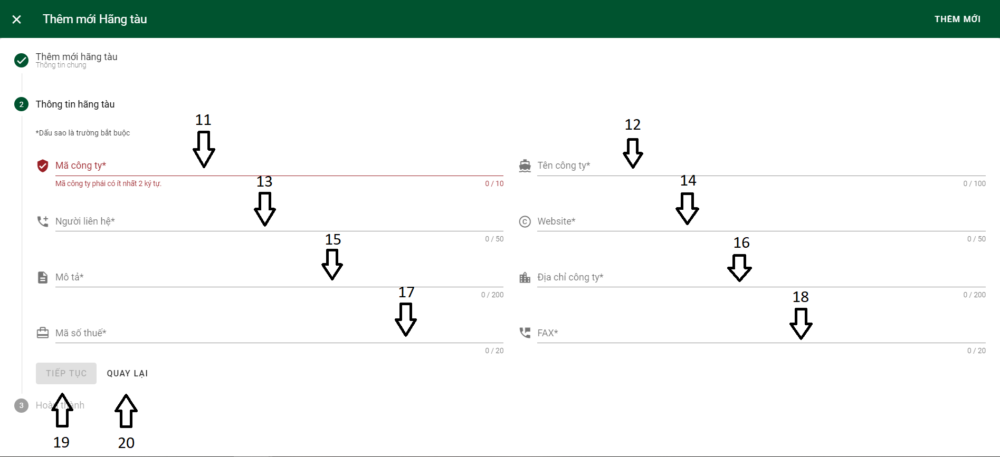 Thêm mới Hãng tàu
THÊM MỚI
Thêm mới hãng tàu
Thông tin chung
2 Thông tin hãng tàu
11
12
*Dấu sao là trường bắt buộc
Mã công ty*
Tên công ty*
Mã công ty phải có ít nhất 2 ký tự.
0 / 10
0 / 100
13
14
Người liên hệ*
Website*
0 / 50
0 / 50
15
16
Mô tả*
Địa chỉ công ty*
0 / 200
0 / 200
17
18
Mã số thuế*
FAX*
0 / 20
0 / 20
TIẾP TỤC
QUAY LẠI
3 Hoàn thành
19
20